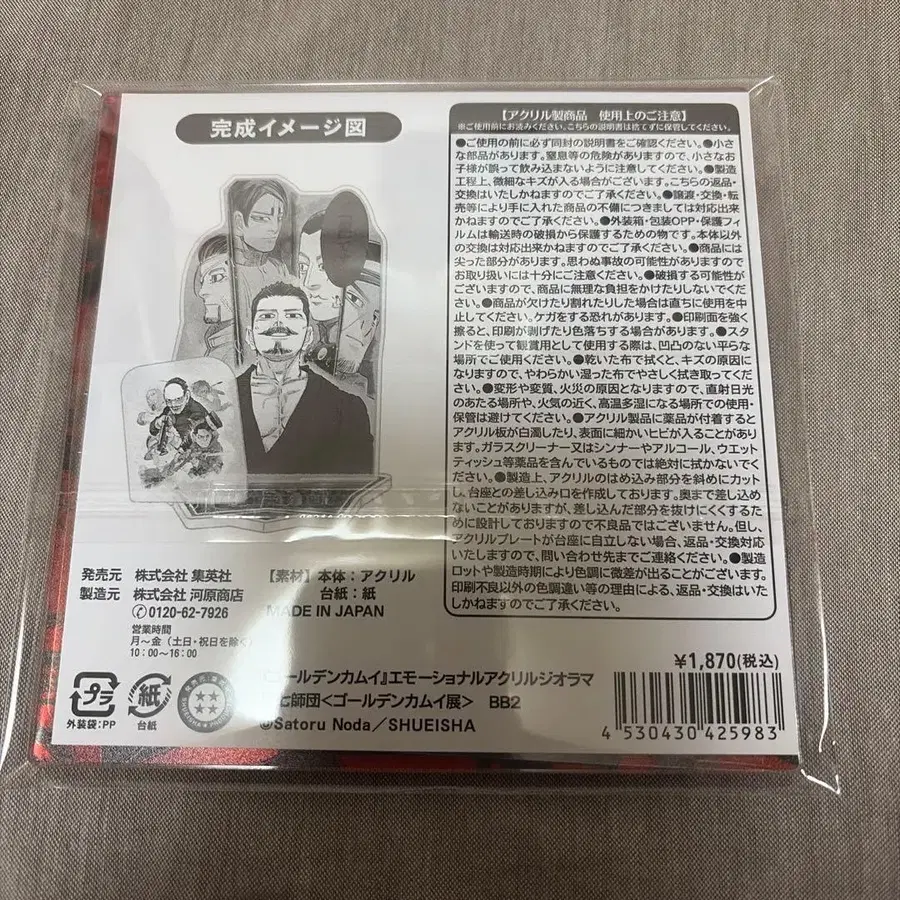 完成イメージ図
【アクリル製商品 使用上のご注意】
※ご使用前にお読みください。こちらの説明書は捨てずに保管してください。
●ご使用の前に必ず同封の説明書をご確認ください。●小さ
な部品があります。窒息等の危険がありますので、小さなお
子様が誤って飲み込まないように注意してください。●製造
工程上、微細なキズが入る場合がございます。こちらの返品・
交換はいたしかねますのでご了承ください。●譲渡・交換・転
売等により手に入れた商品の不備につきましては対応出来
かねますのでご了承ください。●外装箱・包装OPP・保護フィ
ルムは輸送時の破損から保護するための物です。本体以外
の交換は対応出来かねますのでご了承ください。●商品には
尖った部分があります。思わぬ事故の可能性がありますので
お取り扱いには十分にご注意ください。●破損する可能性が
ございますので、商品に無理な負担をかけたりしないでくだ
さい。●商品が欠けたり割れたりした場合は直ちに使用を中
止してください。ケガをする恐れがあります。●印刷面を強く
擦ると、印刷が剥げたり色落ちする場合があります。●スタ
ンドを使って観賞用として使用する際は、凹凸のない平らな
場所でご使用ください。●乾いた布で拭くと、キズの原因に
なりますので、やわらかい湿った布でやさしく拭き取ってくだ
さい。●変形や変質、火災の原因となりますので、直射日光
のあたる場所や、火気の近く、高温多湿になる場所での使用・
保管は避けてください。●アクリル製品に薬品が付着すると
アクリル板が白濁したり、表面に細かいヒビが入ることがあり
ます。ガラスクリーナー又はシンナーやアルコール、ウエット
ティッシュ等薬品を含んでいるものでは絶対に拭かないでく
ださい。●製造上、アクリルのはめ込み部分を斜めにカット
し、台座との差し込み口を作成しております。奥まで差し込め
ないことがありますが、差し込んだ部分を抜けにくくするた
めに設計しておりますので不良品ではございません。但し、
アクリルプレートが台座に自立しない場合、返品・交換対応
いたしますので、問い合わせ先までご連絡ください。●製造
ロットや製造時期により色調に微差が出ることがございます。
印刷不良以外の色調違い等の理由による、返品・交換はいた
しかねますのでご了承ください。
発売元 株式会社 集英社
製造元 株式会社 河原商店
0120-62-7926
営業時間
月～金（土日・祝日を除く）
10：00～16：00
【素材】本体：アクリル
台紙：紙
MADE IN JAPAN
プラ
外装袋：PP
紙
台紙
¥1,870(税込)
『ゴールデンカムイ』エモーショナルアクリルジオラマ
七師団＜ゴールデンカムイ展＞ BB2
©Satoru Noda／SHUEISHA
4 530430 425983